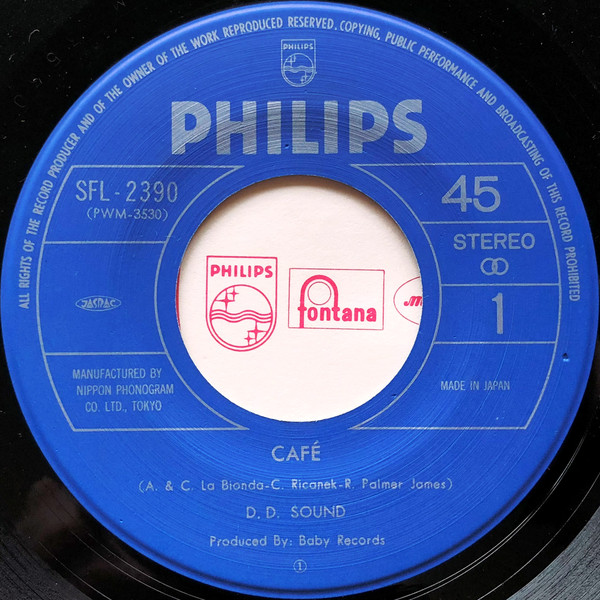 ALL RIGHTS OF THE RECORD PRODUCER AND OF THE OWNER OF THE WORK REPRODUCED RESERVED. COPYING, PUBLIC PERFORMANCE AND BROADCASTING OF THIS RECORD PROHIBITED
PHILIPS
PHILIPS
SFL-2390
(PWM-3530)
45
STEREO
1
JASRAC
PHILIPS
fontana
MANUFACTURED BY
NIPPON PHONOGRAM
CO. LTD., TOKYO
MADE IN JAPAN
CAFÉ
(A. & C. La Bionda-C. Ricanek-R. Palmer James)
D. D. SOUND
Produced By: Baby Records
①